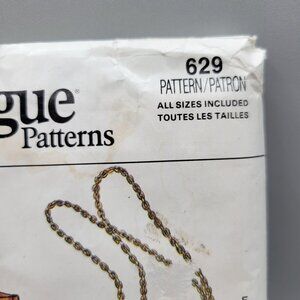 629
PATTERN/PATRON
ALL SIZES INCLUDED
TOUTES LES TAILLES
gue®
Patterns